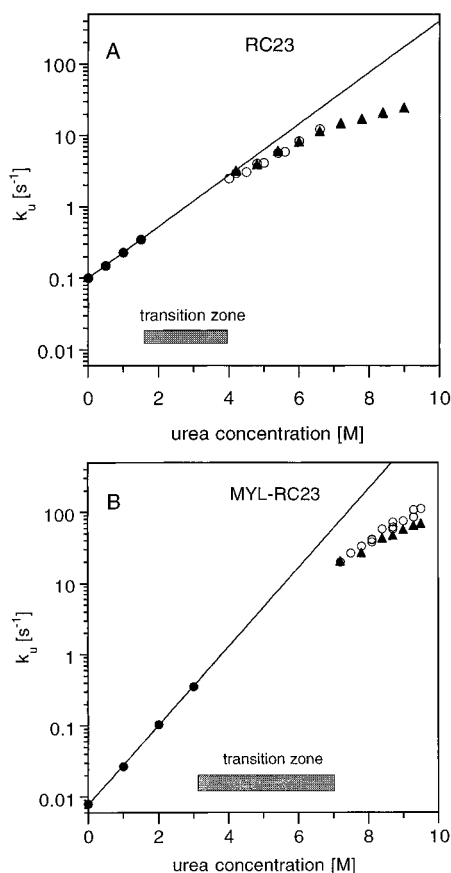 A
RC23
100
10
1
0.1
0.01
k_u [s⁻¹]
transition zone
0 2 4 6 8 10
urea concentration [M]
B
MYL-RC23
100
10
1
0.1
0.01
k_u [s⁻¹]
transition zone
0 2 4 6 8 10
urea concentration [M]